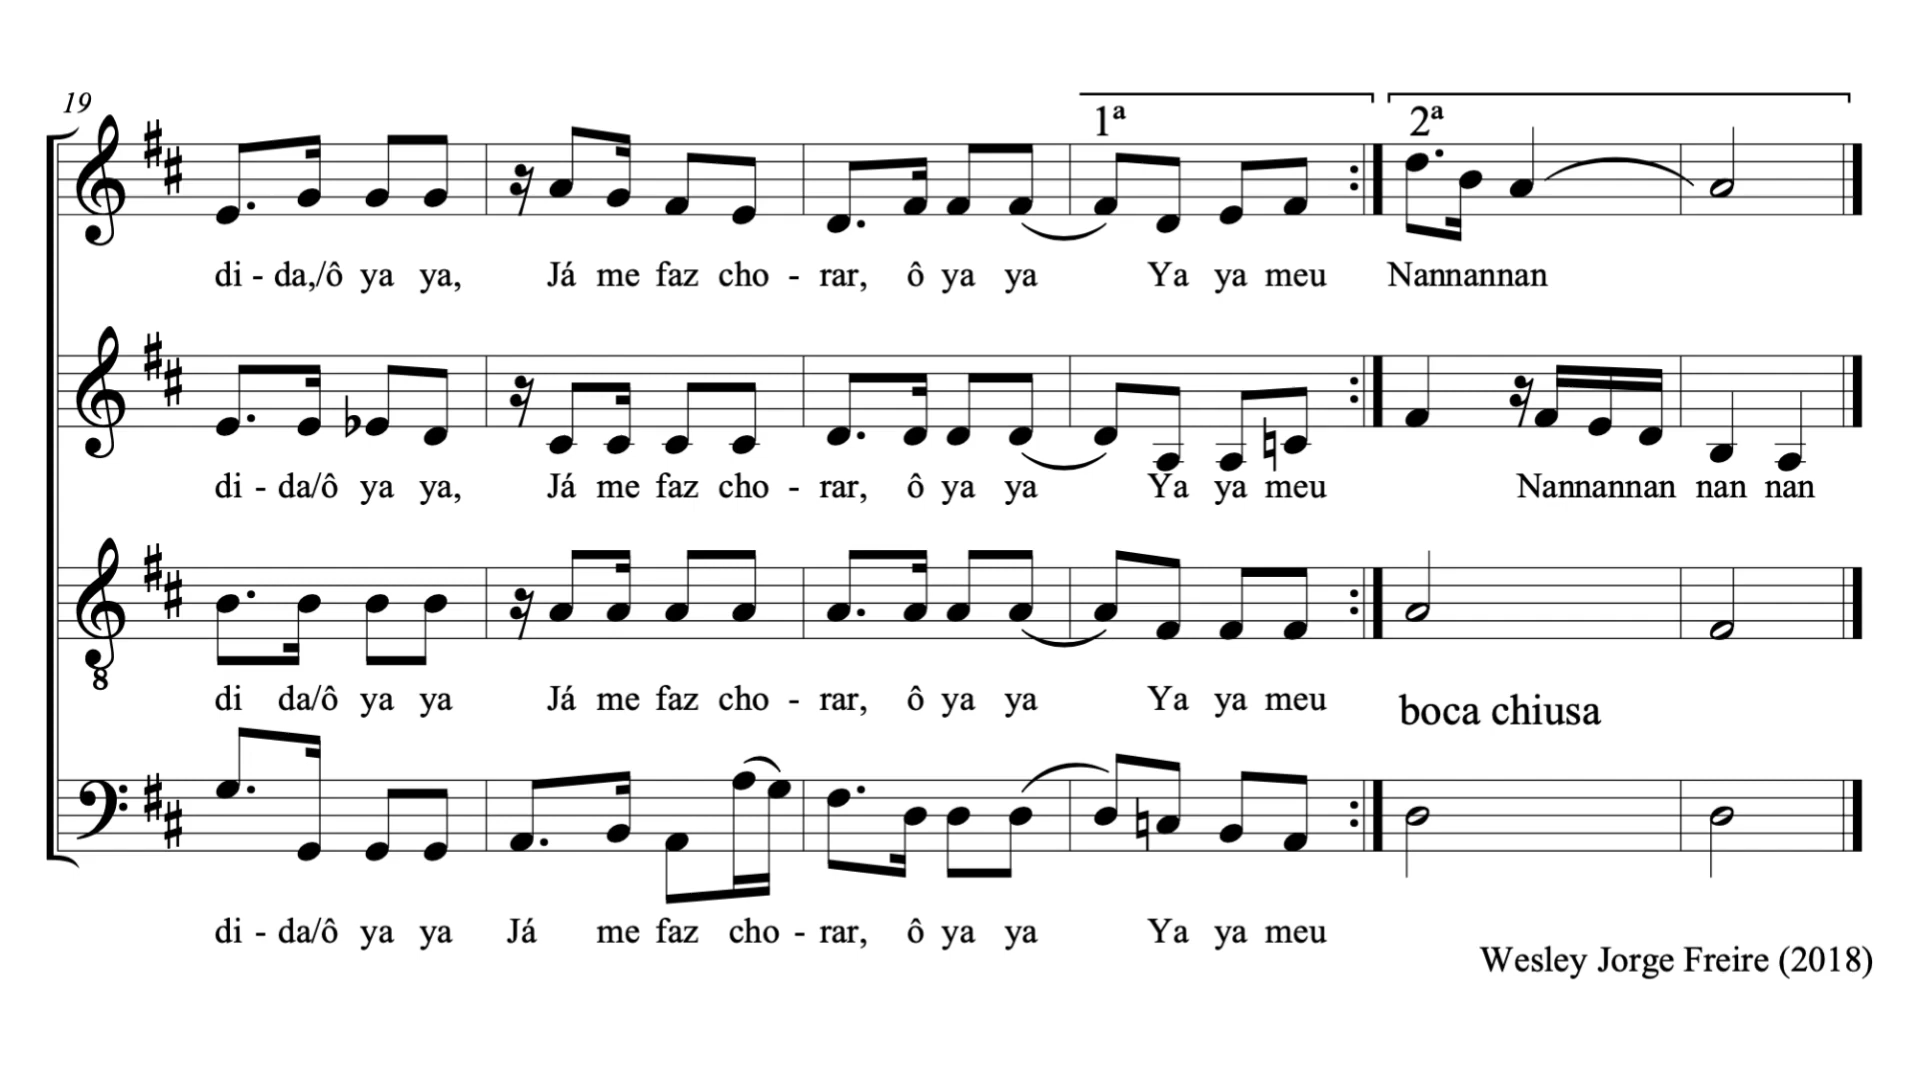 19
1ª 2ª
di - da,/ô ya ya, Já me faz cho - rar, ô ya ya Ya ya meu Nannannan
di - da/ô ya ya, Já me faz cho - rar, ô ya ya Ya ya meu Nannannan nan nan
8
di da/ô ya ya Já me faz cho - rar, ô ya ya Ya ya meu boca chiusa
di - da/ô ya ya Já me faz cho - rar, ô ya ya Ya ya meu
Wesley Jorge Freire (2018)